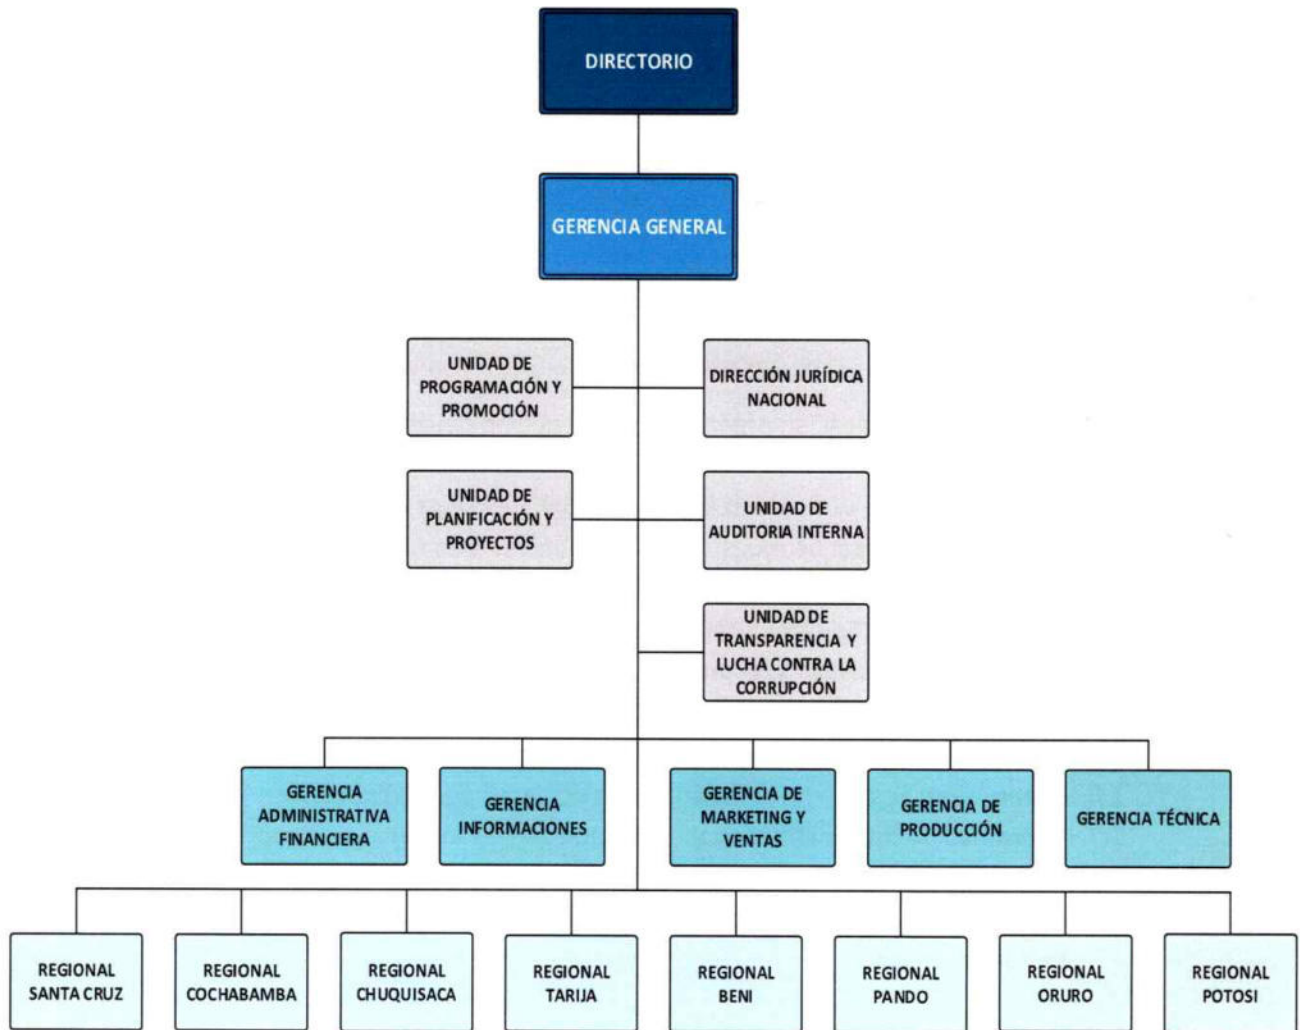 DIRECTORIO
GERENCIA GENERAL
UNIDAD DE
PROGRAMACIÓN Y
PROMOCIÓN
DIRECCIÓN JURÍDICA
NACIONAL
UNIDAD DE
PLANIFICACIÓN Y
PROYECTOS
UNIDAD DE
AUDITORIA INTERNA
UNIDAD DE
TRANSPARENCIA Y
LUCHA CONTRA LA
CORRUPCIÓN
GERENCIA
ADMINISTRATIVA
FINANCIERA
GERENCIA
INFORMACIONES
GERENCIA DE
MARKETING Y
VENTAS
GERENCIA DE
PRODUCCIÓN
GERENCIA TÉCNICA
REGIONAL
SANTA CRUZ
REGIONAL
COCHABAMBA
REGIONAL
CHUQUISACA
REGIONAL
TARIJA
REGIONAL
BENI
REGIONAL
PANDO
REGIONAL
ORURO
REGIONAL
POTOSI